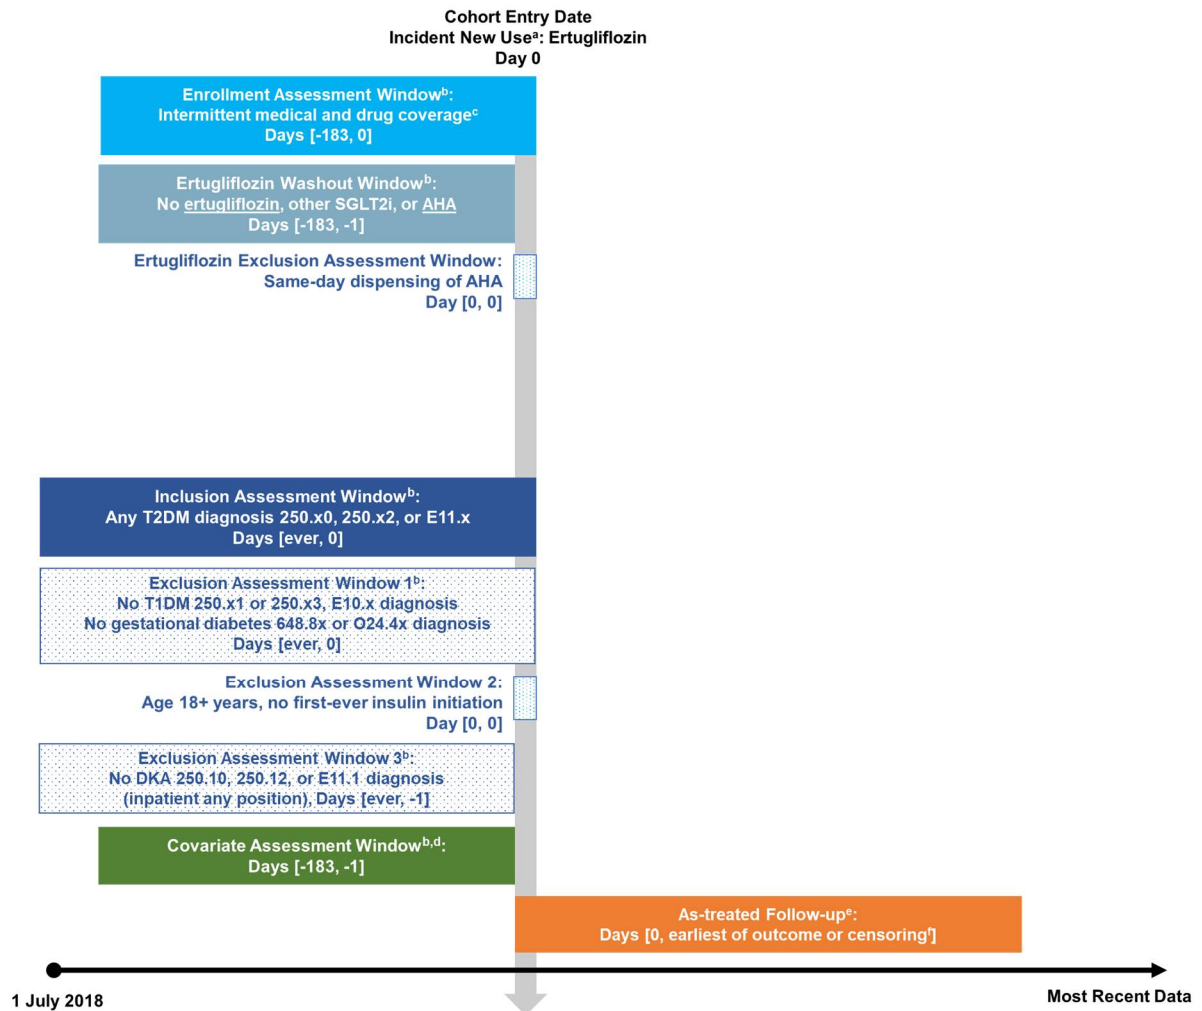 Cohort Entry Date
Incident New Useᵃ: Ertugliflozin
Day 0
Enrollment Assessment Windowᵇ:
Intermittent medical and drug coverageᶜ
Days [-183, 0]
Ertugliflozin Washout Windowᵇ:
No ertugliflozin, other SGLT2i, or AHA
Days [-183, -1]
Ertugliflozin Exclusion Assessment Window:
Same-day dispensing of AHA
Day [0, 0]
Inclusion Assessment Windowᵇ:
Any T2DM diagnosis 250.x0, 250.x2, or E11.x
Days [ever, 0]
Exclusion Assessment Window 1ᵇ:
No T1DM 250.x1 or 250.x3, E10.x diagnosis
No gestational diabetes 648.8x or O24.4x diagnosis
Days [ever, 0]
Exclusion Assessment Window 2:
Age 18+ years, no first-ever insulin initiation
Day [0, 0]
Exclusion Assessment Window 3ᵇ:
No DKA 250.10, 250.12, or E11.1 diagnosis
(inpatient any position), Days [ever, -1]
Covariate Assessment Windowᵇ,ᵈ:
Days [-183, -1]
As-treated Follow-upᵉ:
Days [0, earliest of outcome or censoringᶠ]
1 July 2018
Most Recent Data